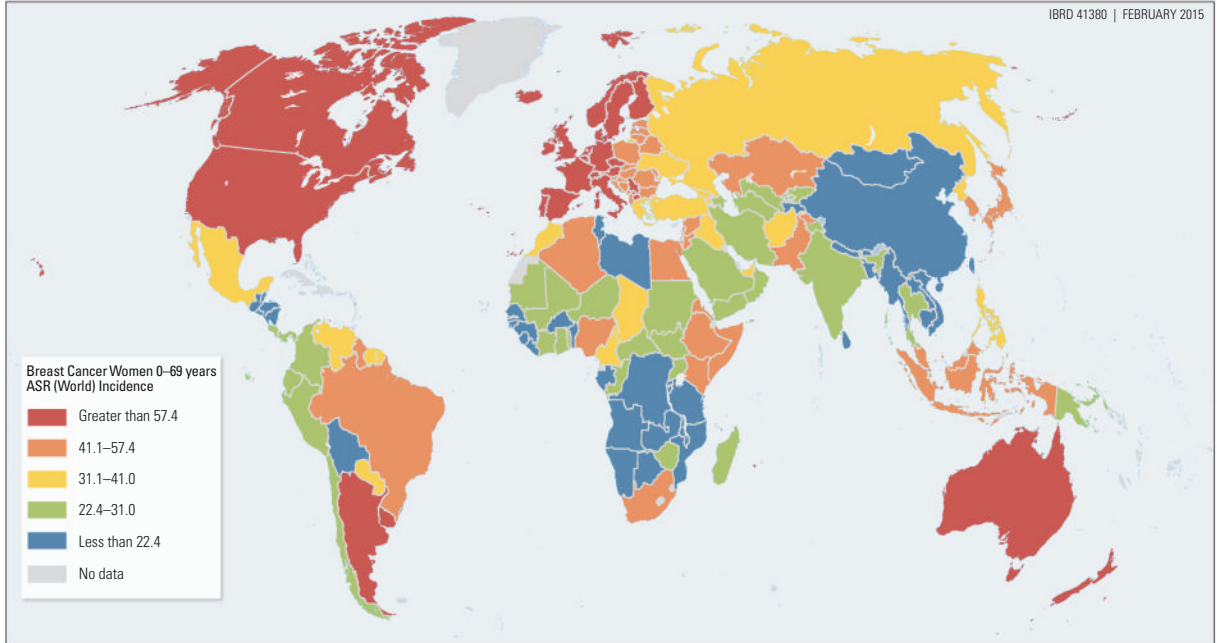 IBRD 41380 | FEBRUARY 2015
Breast Cancer Women 0–69 years
ASR (World) Incidence
Greater than 57.4
41.1–57.4
31.1–41.0
22.4–31.0
Less than 22.4
No data